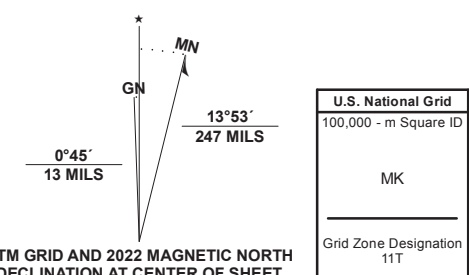 ★
MN
GN
13°53´
247 MILS
0°45´
13 MILS
TM GRID AND 2022 MAGNETIC NORTH
DECLINATION AT CENTER OF SHEET
U.S. National Grid
100,000 - m Square ID
MK
Grid Zone Designation
11T